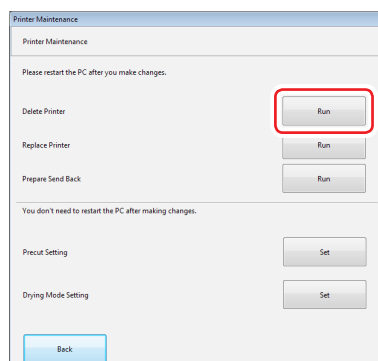 Printer Maintenance
Printer Maintenance
Please restart the PC after you make changes.
Delete Printer Run
Replace Printer Run
Prepare Send Back Run
You don't need to restart the PC after making changes.
Precut Setting Set
Drying Mode Setting Set
Back